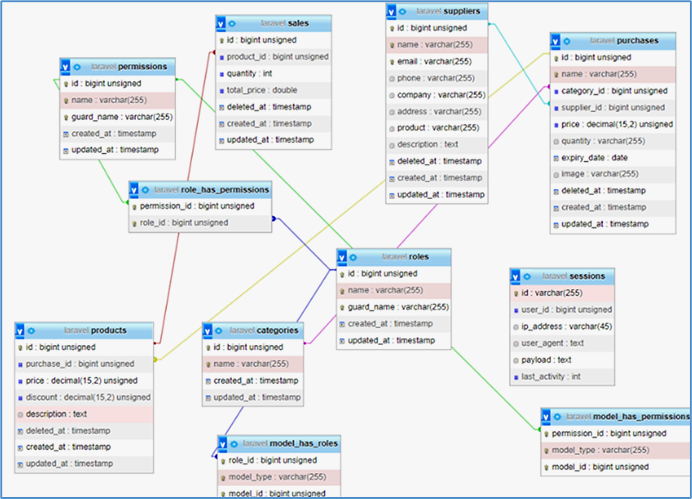 laravel sales
id : bigint unsigned
product_id : bigint unsigned
quantity : int
total_price : double
deleted_at : timestamp
created_at : timestamp
updated_at : timestamp
laravel suppliers
id : bigint unsigned
name : varchar(255)
email : varchar(255)
phone : varchar(255)
company : varchar(255)
address : varchar(255)
product : varchar(255)
description : text
deleted_at : timestamp
created_at : timestamp
updated_at : timestamp
laravel purchases
id : bigint unsigned
name : varchar(255)
category_id : bigint unsigned
supplier_id : bigint unsigned
price : decimal(15,2) unsigned
quantity : varchar(255)
expiry_date : date
image : varchar(255)
deleted_at : timestamp
created_at : timestamp
updated_at : timestamp
laravel permissions
id : bigint unsigned
name : varchar(255)
guard_name : varchar(255)
created_at : timestamp
updated_at : timestamp
laravel role_has_permissions
permission_id : bigint unsigned
role_id : bigint unsigned
laravel roles
id : bigint unsigned
name : varchar(255)
guard_name : varchar(255)
created_at : timestamp
updated_at : timestamp
laravel sessions
id : varchar(255)
user_id : bigint unsigned
ip_address : varchar(45)
user_agent : text
payload : text
last_activity : int
laravel products
id : bigint unsigned
purchase_id : bigint unsigned
price : decimal(15,2) unsigned
discount : decimal(15,2) unsigned
description : text
deleted_at : timestamp
created_at : timestamp
updated_at : timestamp
laravel categories
id : bigint unsigned
name : varchar(255)
created_at : timestamp
updated_at : timestamp
laravel model_has_roles
role_id : bigint unsigned
model_type : varchar(255)
model_id : bigint unsigned
laravel model_has_permissions
permission_id : bigint unsigned
model_type : varchar(255)
model_id : bigint unsigned